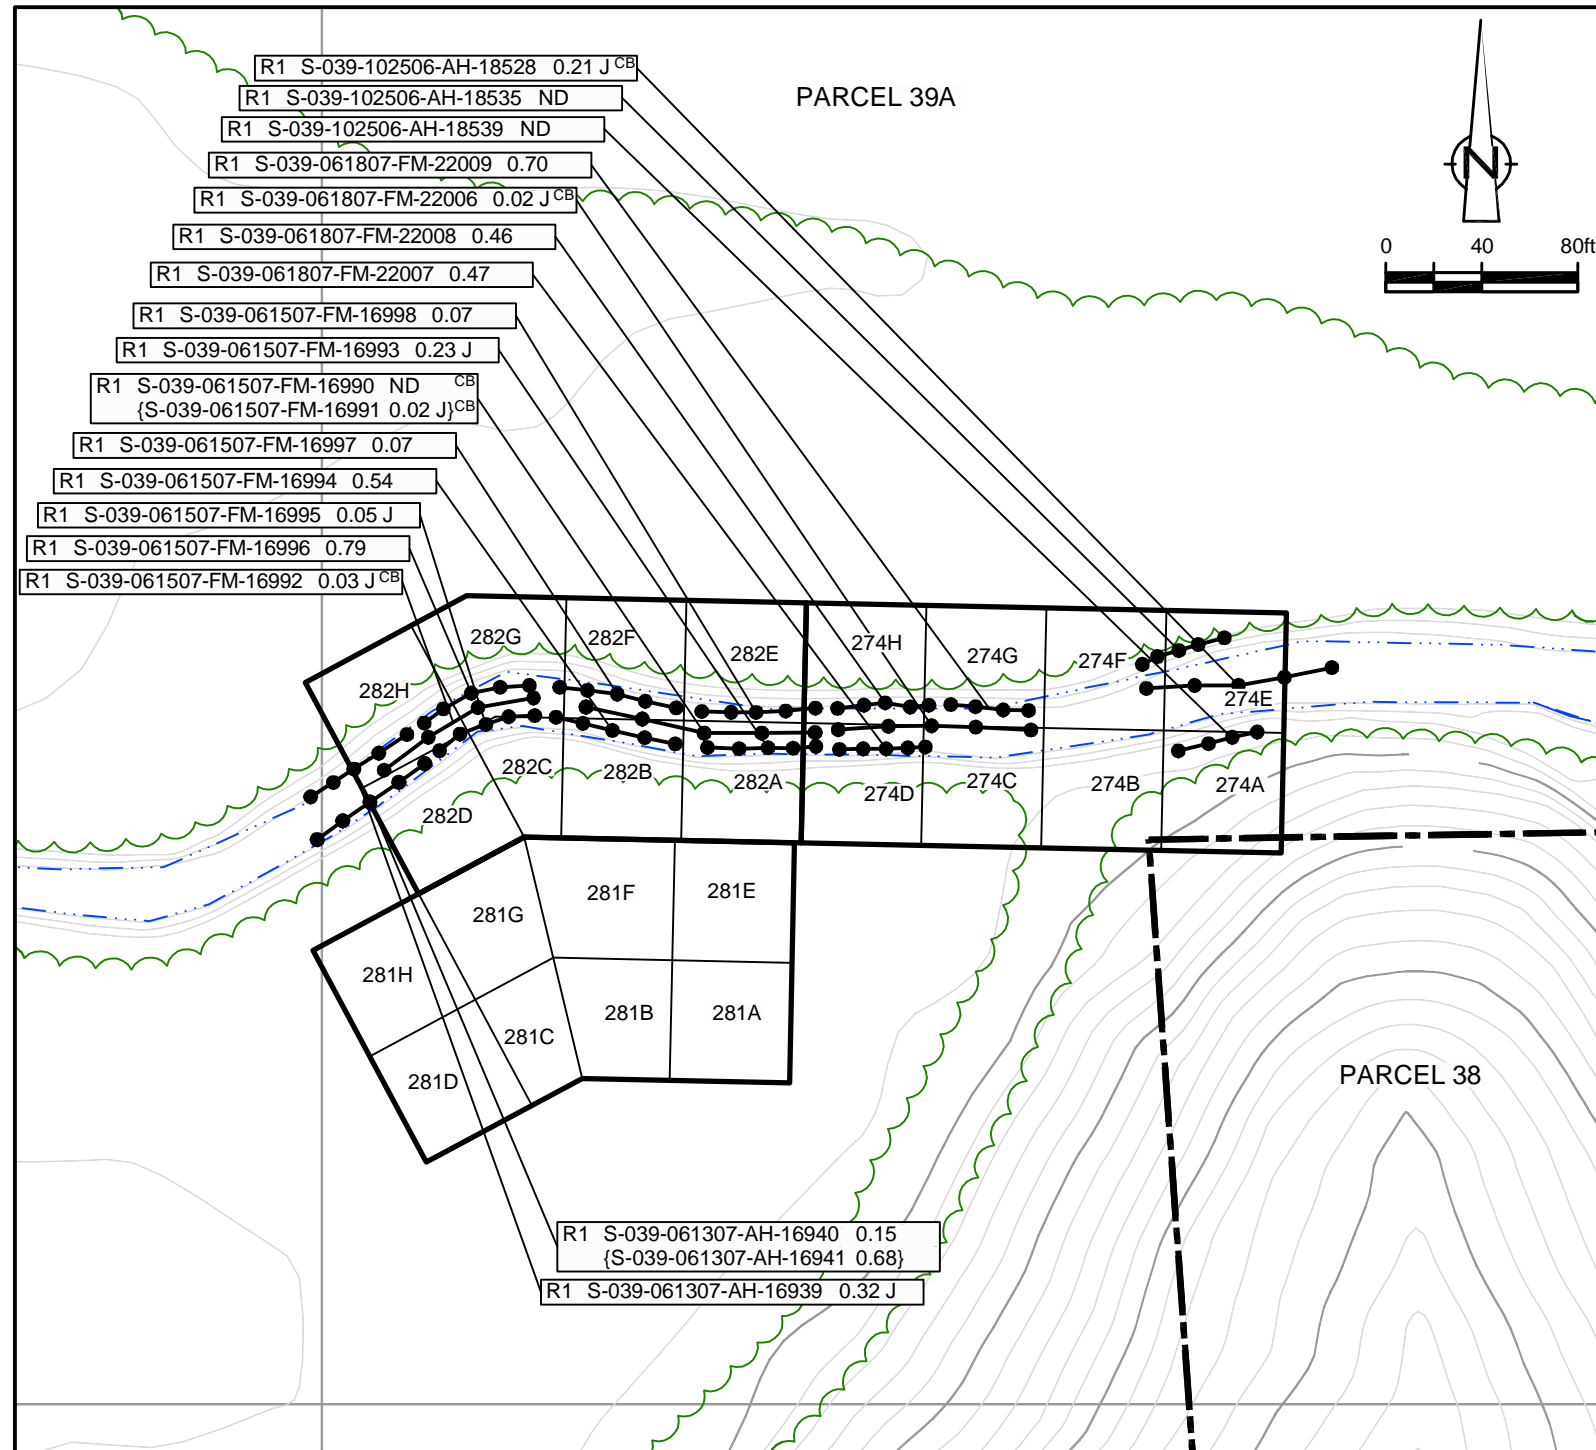 R1 S-039-102506-AH-18528 0.21 J CB
R1 S-039-102506-AH-18535 ND
R1 S-039-102506-AH-18539 ND
R1 S-039-061807-FM-22009 0.70
R1 S-039-061807-FM-22006 0.02 J CB
R1 S-039-061807-FM-22008 0.46
R1 S-039-061807-FM-22007 0.47
R1 S-039-061507-FM-16998 0.07
R1 S-039-061507-FM-16993 0.23 J
R1 S-039-061507-FM-16990 ND CB
{S-039-061507-FM-16991 0.02 J} CB
R1 S-039-061507-FM-16997 0.07
R1 S-039-061507-FM-16994 0.54
R1 S-039-061507-FM-16995 0.05 J
R1 S-039-061507-FM-16996 0.79
R1 S-039-061507-FM-16992 0.03 J CB
PARCEL 39A
N
0 40 80ft
282G
282F
282E
274H
274G
274F
274E
282H
282D
282C
282B
282A
274D
274C
274B
274A
281H
281G
281F
281E
281D
281C
281B
281A
PARCEL 38
R1 S-039-061307-AH-16940 0.15
{S-039-061307-AH-16941 0.68}
R1 S-039-061307-AH-16939 0.32 J